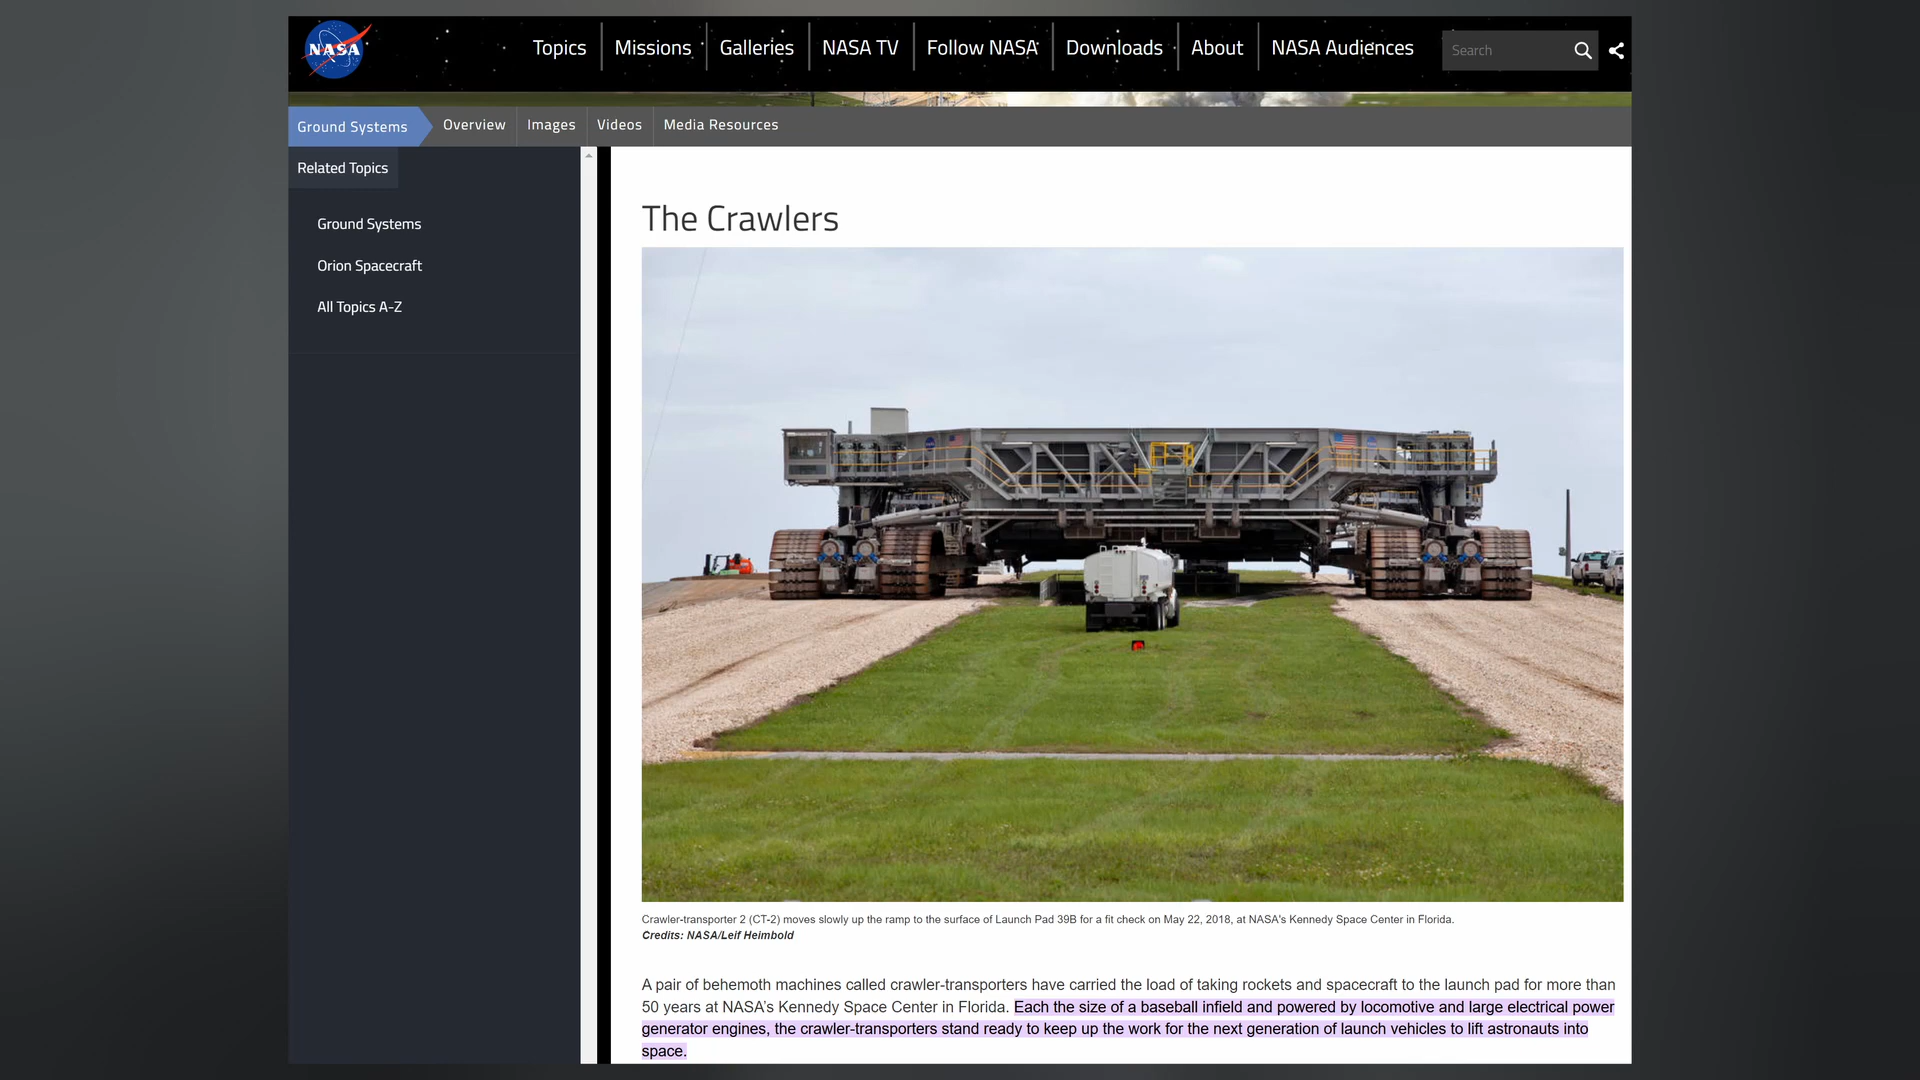 NASA
Topics
Missions
Galleries
NASA TV
Follow NASA
Downloads
About
NASA Audiences
Search
Ground Systems
Overview
Images
Videos
Media Resources
Related Topics
Ground Systems
Orion Spacecraft
All Topics A-Z
The Crawlers
Crawler-transporter 2 (CT-2) moves slowly up the ramp to the surface of Launch Pad 39B for a fit check on May 22, 2018, at NASA's Kennedy Space Center in Florida.
Credits: NASA/Leif Heimbold
A pair of behemoth machines called crawler-transporters have carried the load of taking rockets and spacecraft to the launch pad for more than
50 years at NASA’s Kennedy Space Center in Florida. Each the size of a baseball infield and powered by locomotive and large electrical power
generator engines, the crawler-transporters stand ready to keep up the work for the next generation of launch vehicles to lift astronauts into
space.